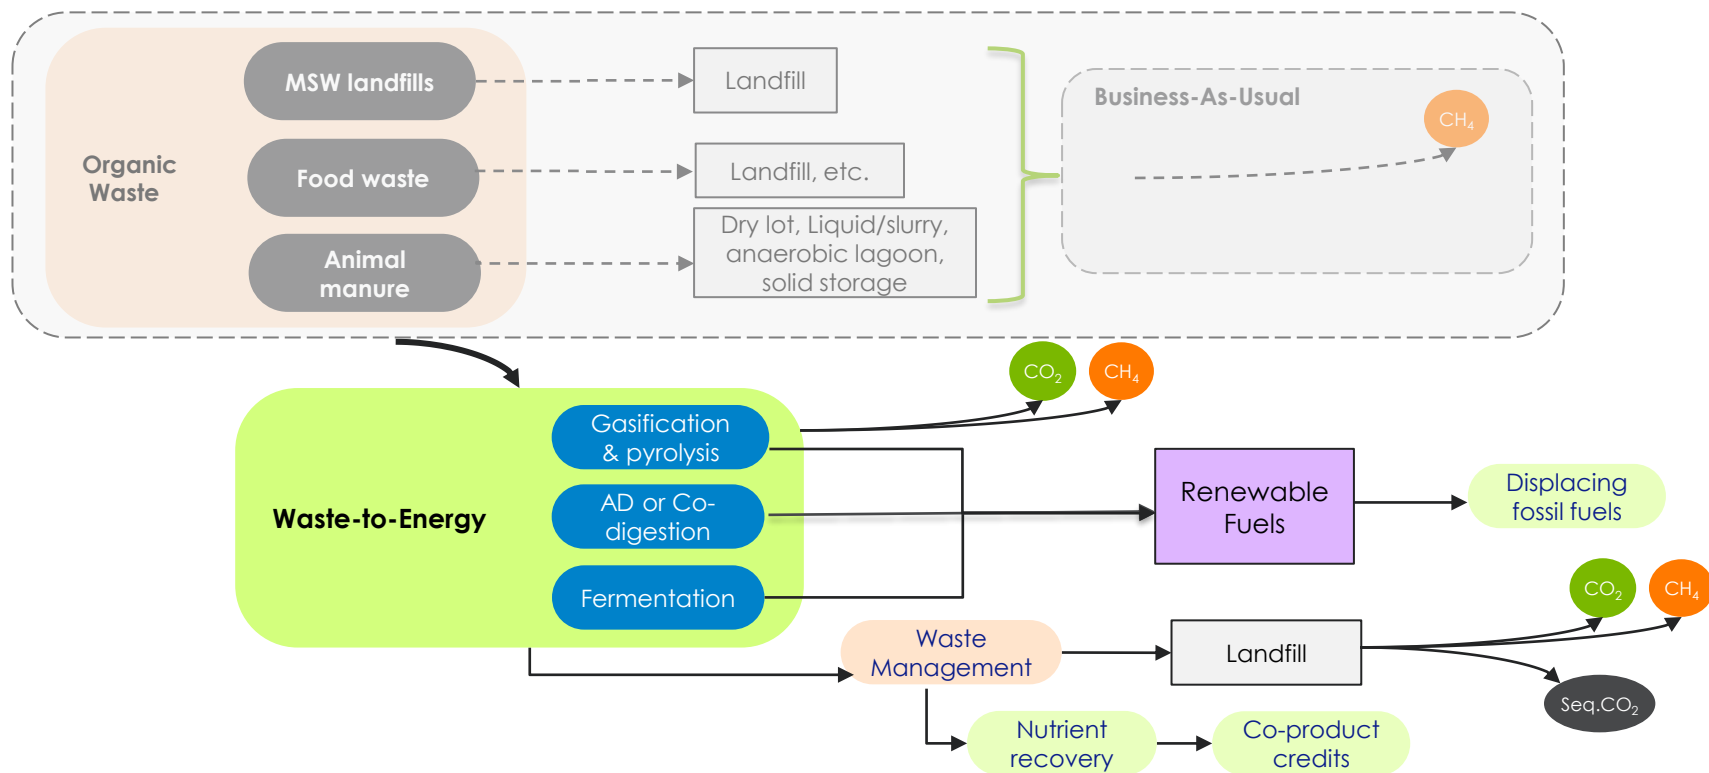 MSW landfills
Landfill
Business-As-Usual
CH₄
Organic
Waste
Food waste
Landfill, etc.
Animal
manure
Dry lot, Liquid/slurry,
anaerobic lagoon,
solid storage
CO₂
CH₄
Waste-to-Energy
Gasification
& pyrolysis
AD or Co-
digestion
Fermentation
Renewable
Fuels
Displacing
fossil fuels
Waste
Management
Landfill
CO₂
CH₄
Seq.CO₂
Nutrient
recovery
Co-product
credits